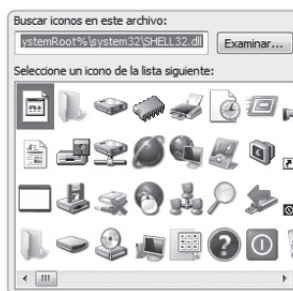 Buscar iconos en este archivo:
ystemRoot%\system32\SHELL32.dll
Examinar...
Seleccione un icono de la lista siguiente: